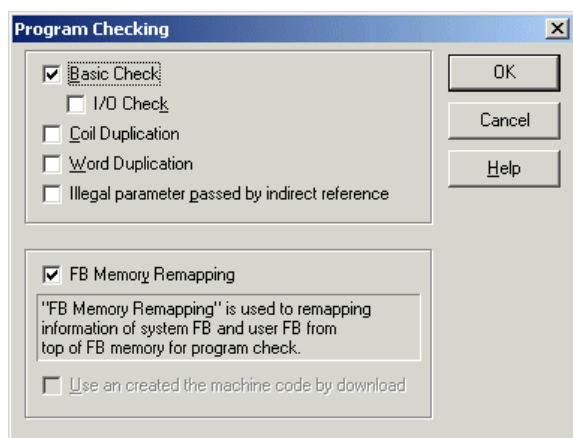 Program Checking
Basic Check
I/O Check
Coil Duplication
Word Duplication
Illegal parameter passed by indirect reference
OK
Cancel
Help
FB Memory Remapping
"FB Memory Remapping" is used to remapping
information of system FB and user FB from
top of FB memory for program check.
Use an created the machine code by download